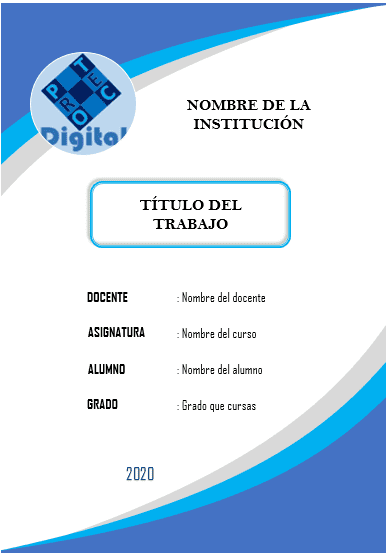 PROTEC
Digital
NOMBRE DE LA
INSTITUCIÓN
TÍTULO DEL
TRABAJO
DOCENTE : Nombre del docente
ASIGNATURA : Nombre del curso
ALUMNO : Nombre del alumno
GRADO : Grado que cursas
2020